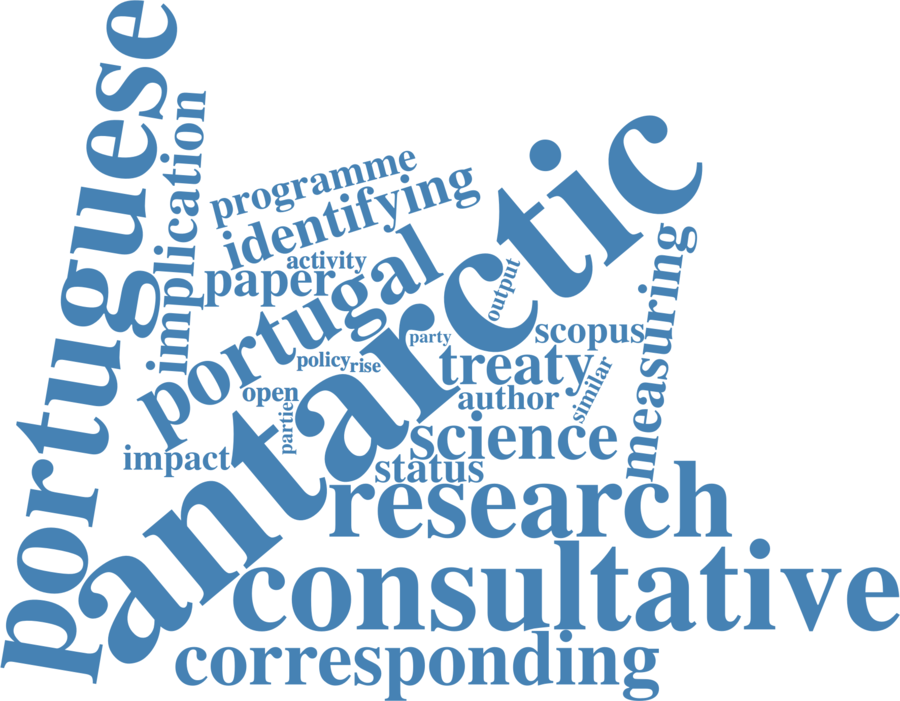 portuguese
implication
programme
identifying
activity
paper
portugal
antarctic
output
measuring
scopus
party
treaty
policy
rise
similar
open
author
partie
science
impact
status
research
consultative
corresponding